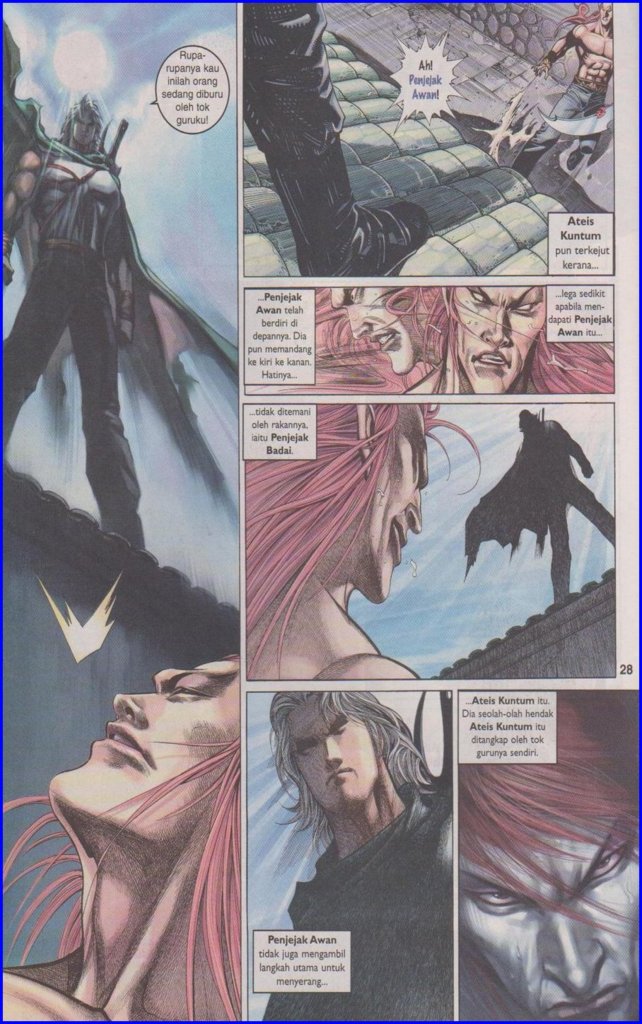 Rupa-
rupanya kau
inilah orang
sedang diburu
oleh tok
guruku!
Ah!
Penjejak
Awan!
Ateis
Kuntum
pun terkejut
kerana...
...Penjejak
Awan telah
berdiri di
depannya. Dia
pun memandang
ke kiri ke kanan.
Hatinya...
...lega sedikit
apabila men-
dapati Penjejak
Awan itu...
...tidak ditemani
oleh rakannya,
iaitu Penjejak
Badai.
28
Penjejak Awan
tidak juga mengambil
langkah utama untuk
menyerang...
...Ateis Kuntum itu.
Dia seolah-olah hendak
Ateis Kuntum itu
ditangkap oleh tok
gurunya sendiri.